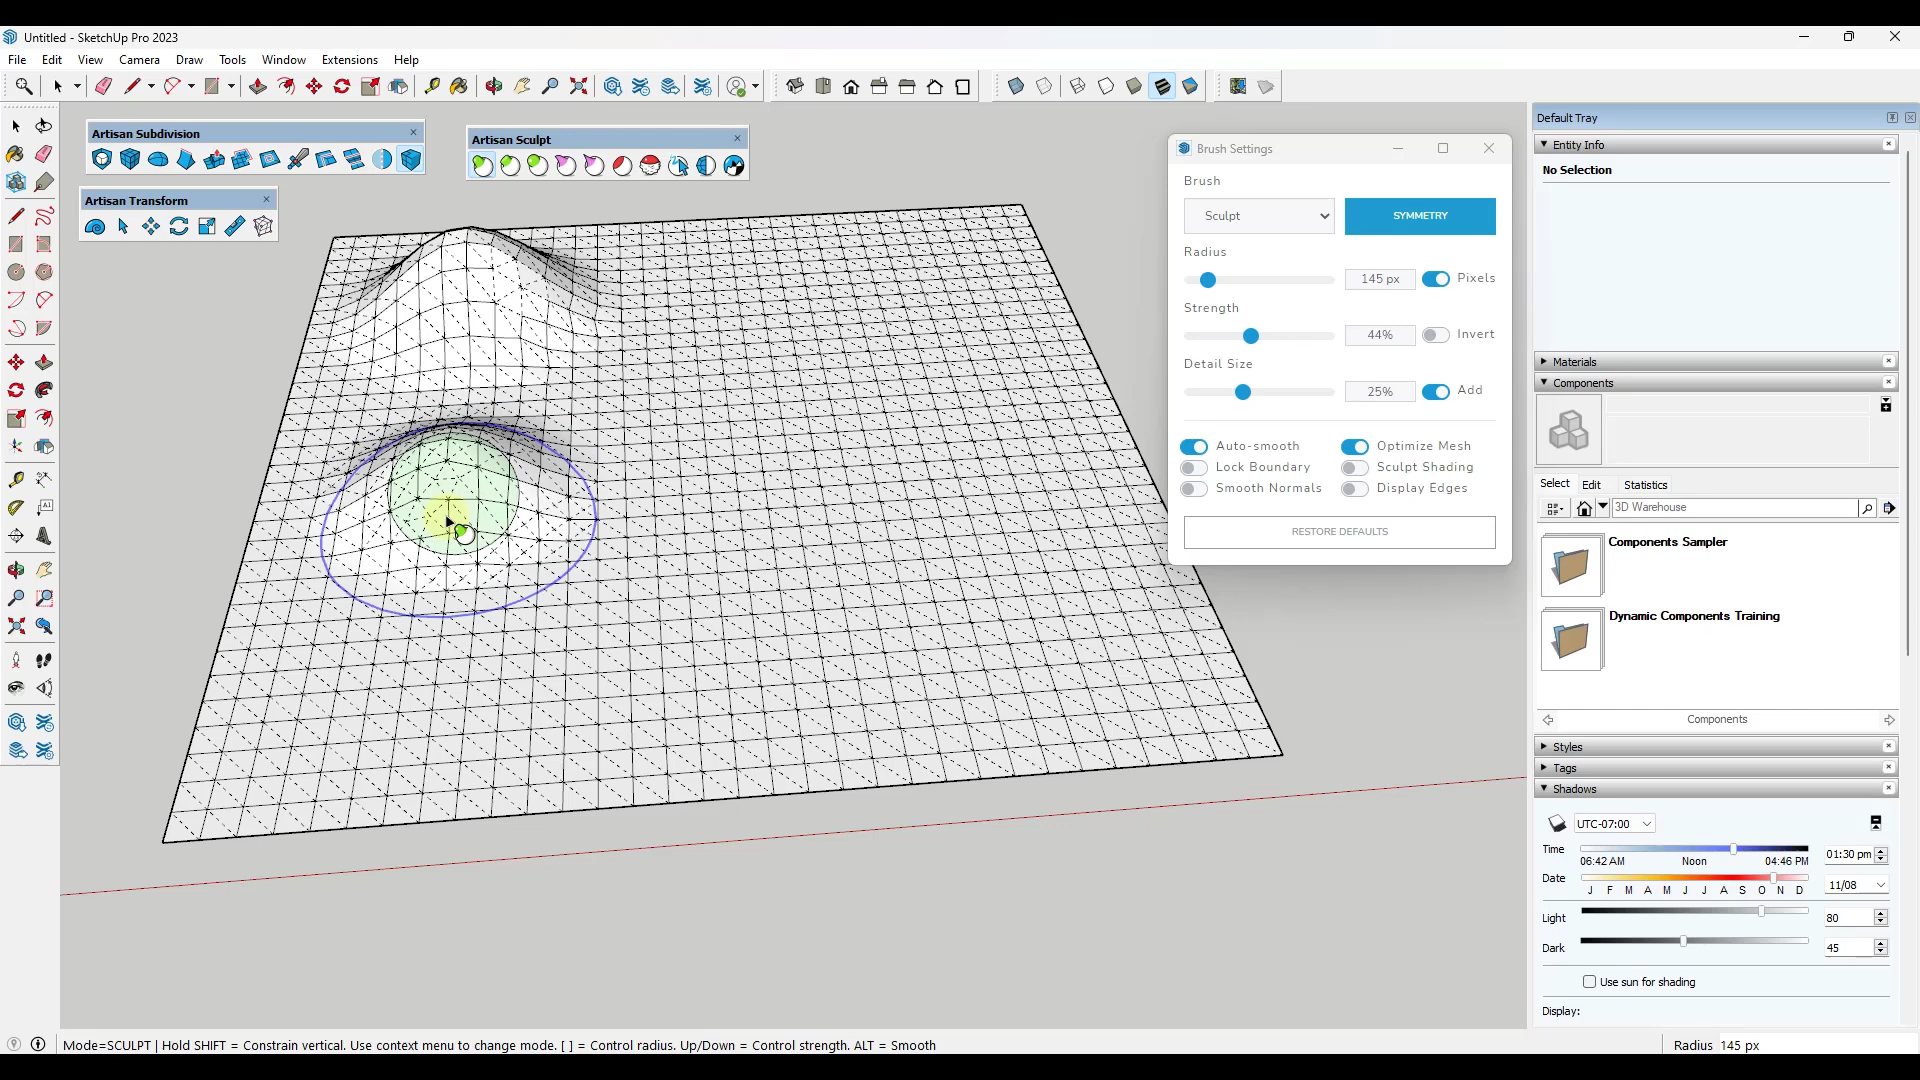 Untitled - SketchUp Pro 2023
File Edit View Camera Draw Tools Window Extensions Help
Artisan Subdivision
Artisan Sculpt
Artisan Transform
A1
Brush Settings
Brush
Sculpt
SYMMETRY
Radius
145 px
Pixels
Strength
44%
Invert
Detail Size
25%
Add
Auto-smooth
Optimize Mesh
Lock Boundary
Sculpt Shading
Smooth Normals
Display Edges
RESTORE DEFAULTS
Default Tray
Entity Info
No Selection
Materials
Components
Select Edit Statistics
3D Warehouse
Components Sampler
Dynamic Components Training
Components
Styles
Tags
Shadows
UTC-07:00
Time
06:42 AM Noon 04:46 PM
01:30 pm
Date
J F M A M J J A S O N D
11/08
Light
80
Dark
45
Use sun for shading
Display:
Mode=SCULPT | Hold SHIFT = Constrain vertical. Use context menu to change mode. [ ] = Control radius. Up/Down = Control strength. ALT = Smooth
Radius 145 px